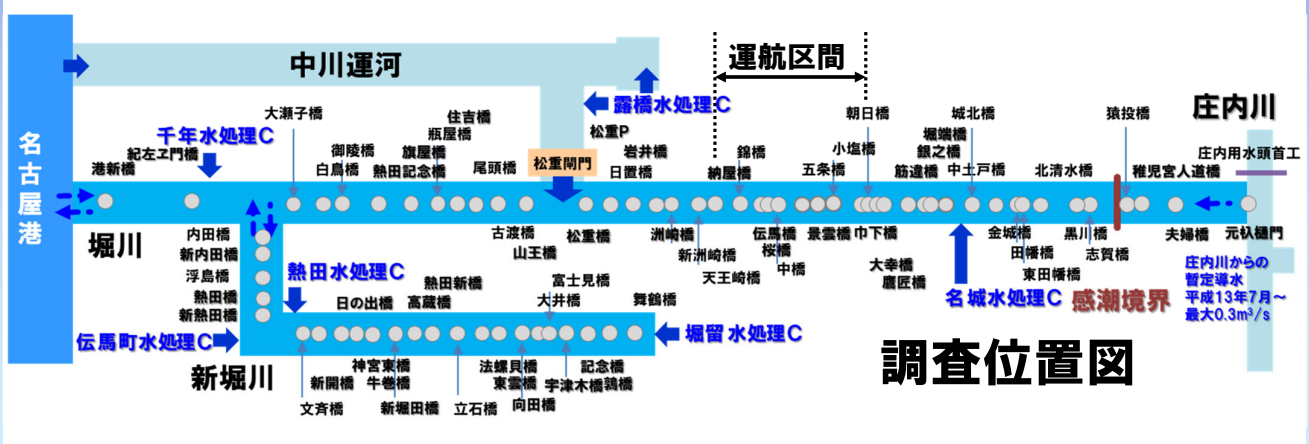 中川運河
運航区間
名古屋港
露橋水処理C
庄内川
大瀬子橋
住吉橋
朝日橋
城北橋
猿投橋
千年水処理C
瓶屋橋
松重P
堀端橋
紀左ヱ門橋
御陵橋
旗屋橋
岩井橋
錦橋
小塩橋
銀之橋
庄内用水頭首工
港新橋
白鳥橋
熱田記念橋
尾頭橋
松重閘門
日置橋
納屋橋
五条橋
筋違橋
中土戸橋
北清水橋
稚児宮人道橋
堀川
内田橋
古渡橋
松重橋
洲崎橋
伝馬橋
景雲橋
巾下橋
金城橋
黒川橋
夫婦橋
元杁樋門
新内田橋
山王橋
新洲崎橋
桜橋
田幡橋
志賀橋
浮島橋
熱田水処理C
天王崎橋
中橋
大幸橋
東田幡橋
庄内川からの
暫定導水
平成13年7月~
最大0.3m³/s
熱田橋
熱田新橋
富士見橋
鷹匠橋
新熱田橋
日の出橋
高蔵橋
大井橋
舞鶴橋
名城水処理C
感潮境界
伝馬町水処理C
堀留水処理C
新堀川
神宮東橋
法螺貝橋
記念橋
調査位置図
新開橋
牛巻橋
東雲橋
宇津木橋
鶉橋
文斉橋
新堀田橋
立石橋
向田橋